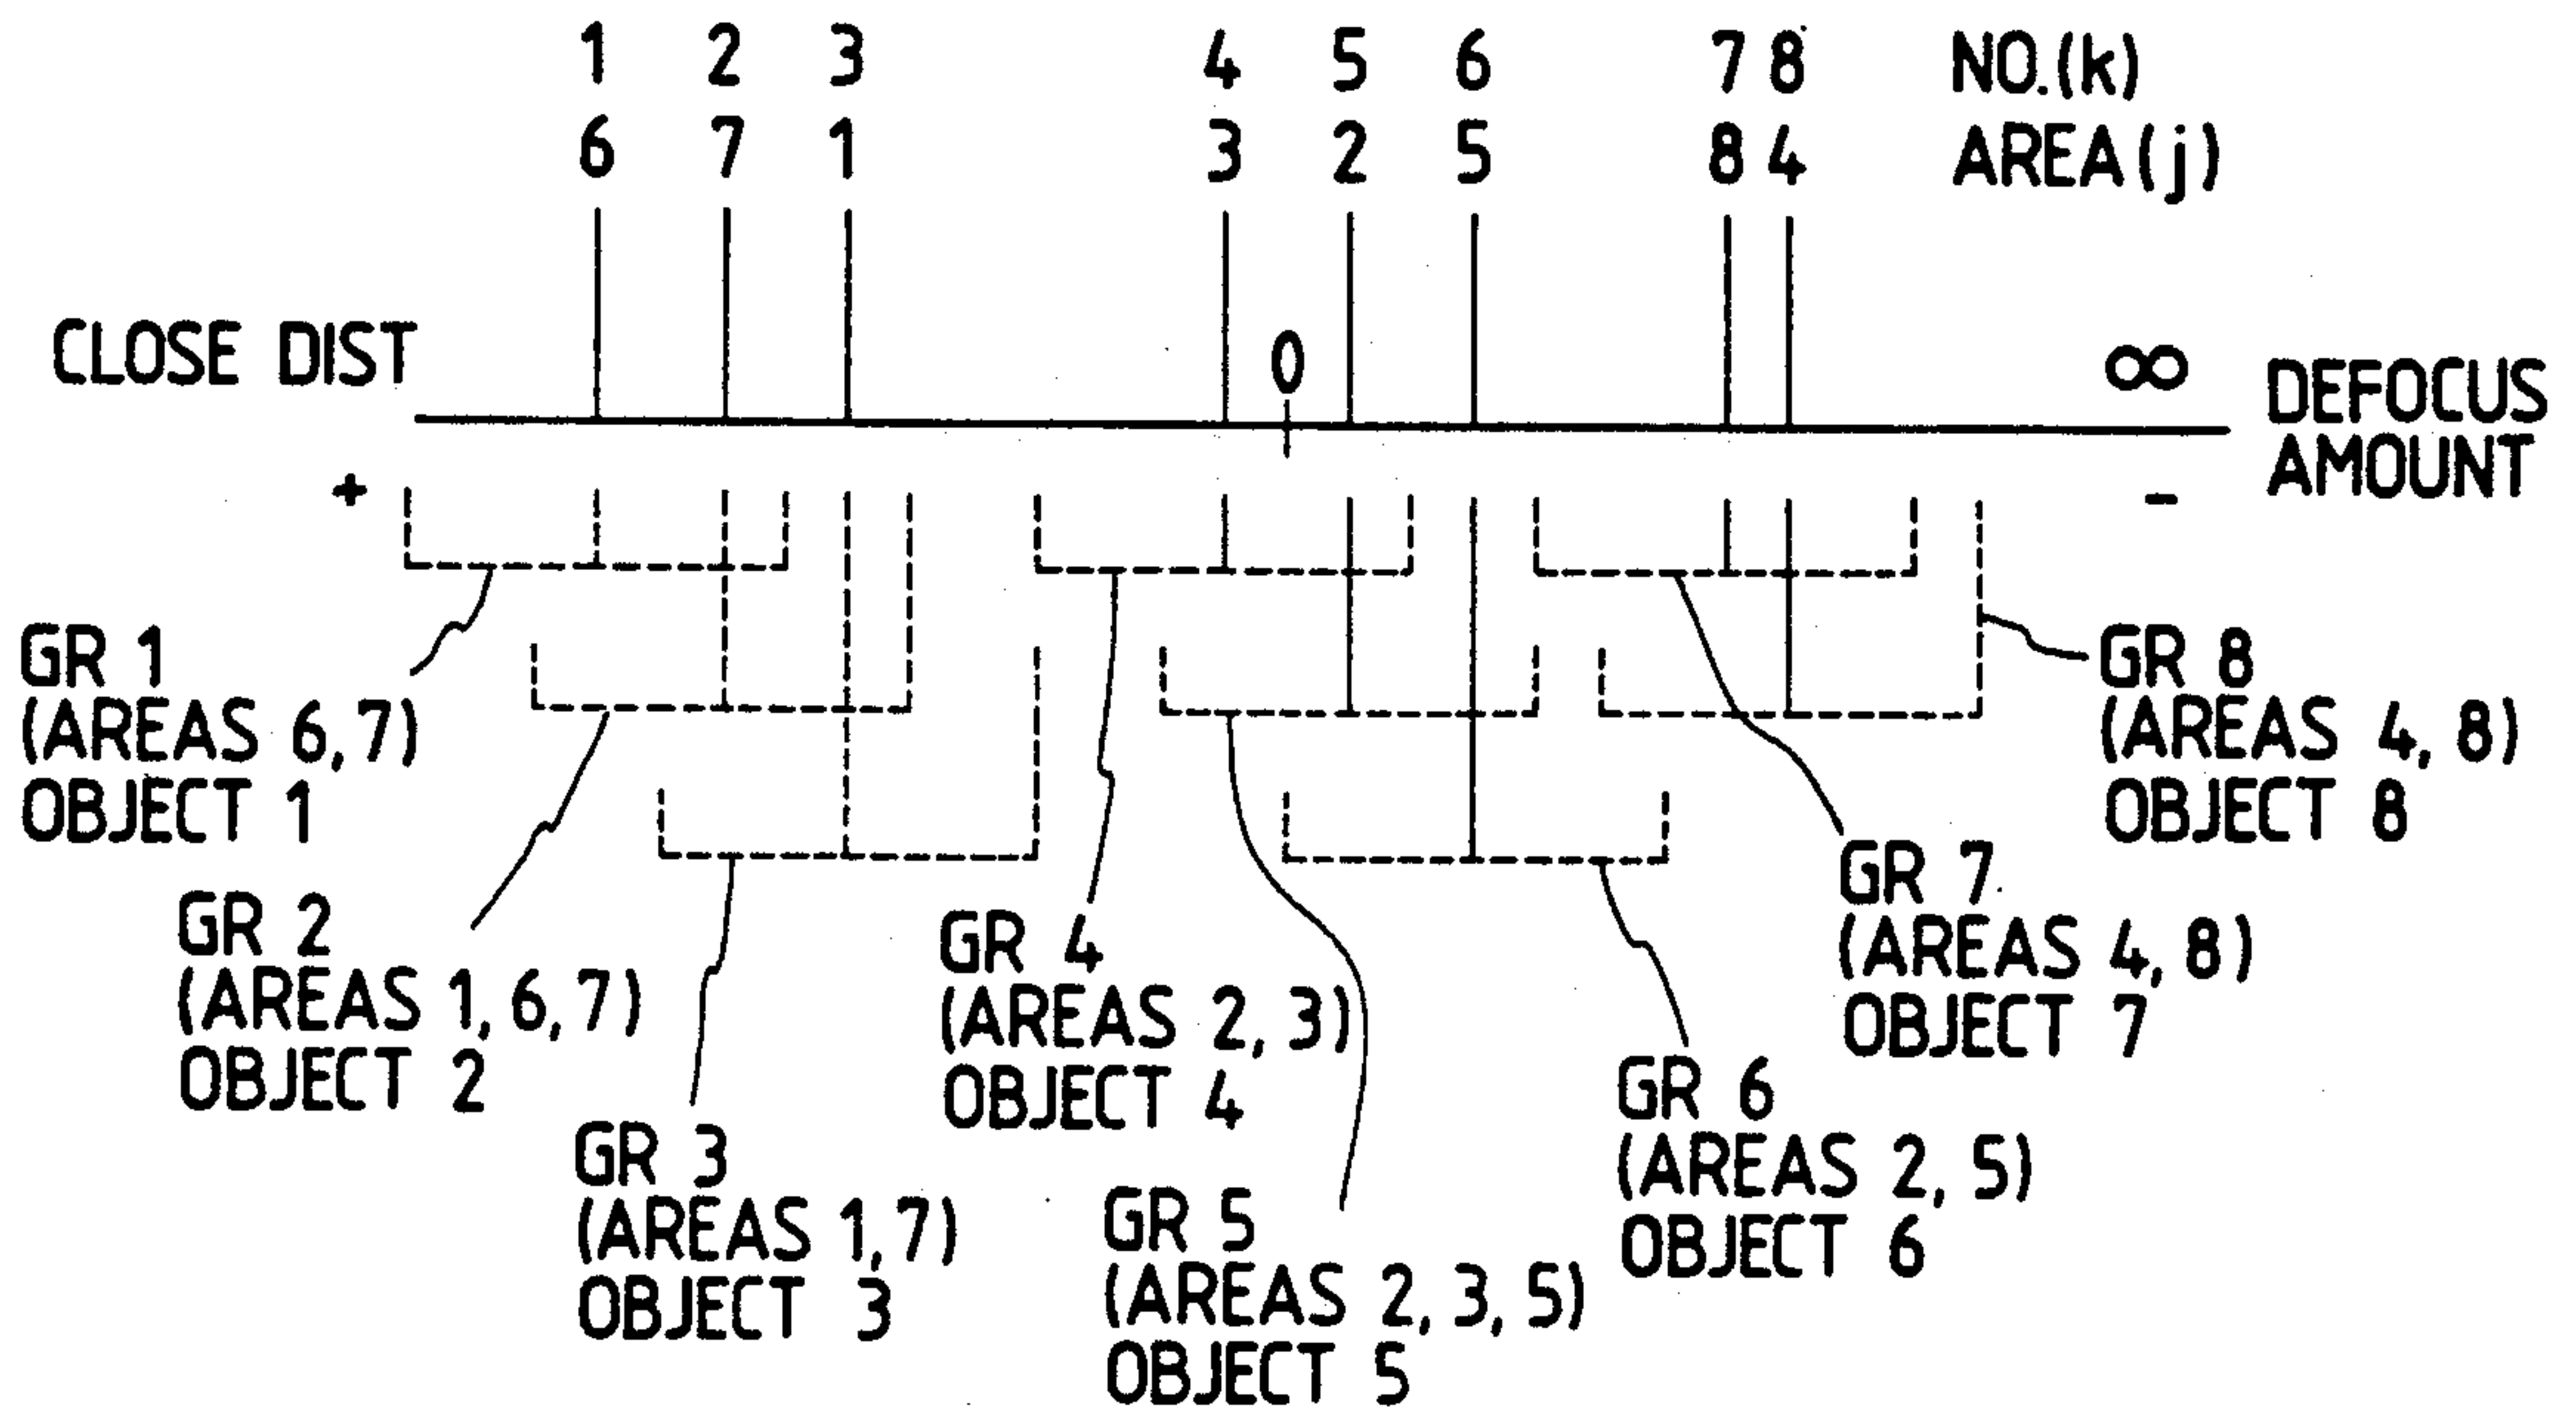 1 2 3 4 5 6 7 8 NO.(k)
6 7 1 3 2 5 8 4 AREA(j)
CLOSE DIST
0
∞
DEFOCUS
AMOUNT
+
-
GR 1
(AREAS 6,7)
OBJECT 1
GR 2
(AREAS 1,6,7)
OBJECT 2
GR 3
(AREAS 1,7)
OBJECT 3
GR 4
(AREAS 2,3)
OBJECT 4
GR 5
(AREAS 2,3,5)
OBJECT 5
GR 6
(AREAS 2,5)
OBJECT 6
GR 7
(AREAS 4,8)
OBJECT 7
GR 8
(AREAS 4,8)
OBJECT 8